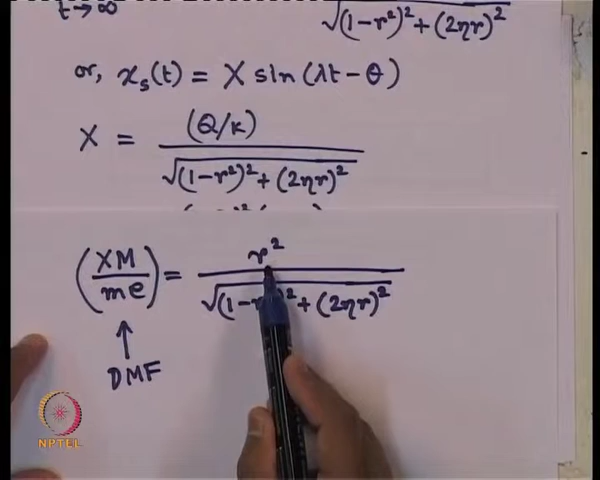 t→∞ √(1-r²)²+(2ηr)²
or, xₛ(t) = X sin(λt-θ)
X = (Q/K) / √(1-r²)²+(2ηr)²
(XM/me) = r² / √(1-r²)²+(2ηr)²
↑
DMF
NPTEL